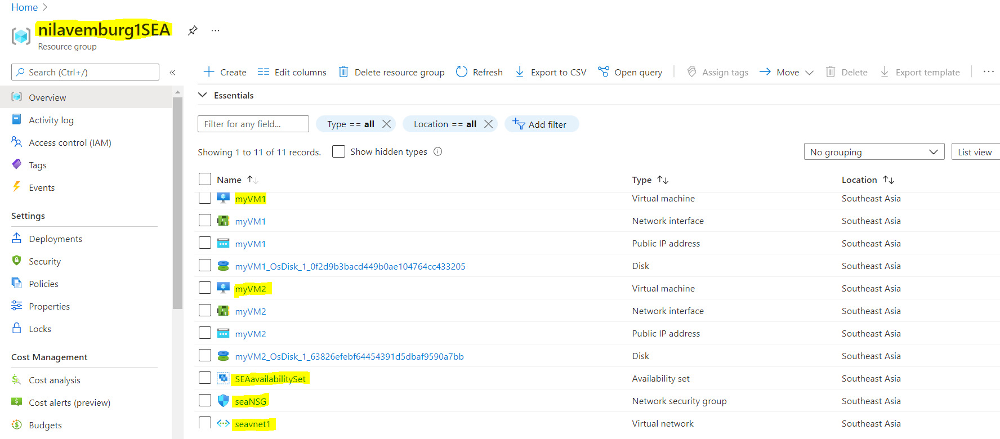 Home
nilavemburg1SEA
Resource group
Search (Ctrl+/)
Overview
Activity log
Access control (IAM)
Tags
Events
Settings
Deployments
Security
Policies
Properties
Locks
Cost Management
Cost analysis
Cost alerts (preview)
Budgets
Create Edit columns Delete resource group Refresh Export to CSV Open query Assign tags Move Delete Export template
Essentials
Filter for any field... Type == all Location == all Add filter
Showing 1 to 11 of 11 records. Show hidden types No grouping List view
Name Type Location
myVM1 Virtual machine Southeast Asia
myVM1 Network interface Southeast Asia
myVM1 Public IP address Southeast Asia
myVM1_OsDisk_1_0f2d9b3bacd449b0ae104764cc433205 Disk Southeast Asia
myVM2 Virtual machine Southeast Asia
myVM2 Network interface Southeast Asia
myVM2 Public IP address Southeast Asia
myVM2_OsDisk_1_63826efebf64454391d5dbaf9590a7bb Disk Southeast Asia
SEAavailabilitySet Availability set Southeast Asia
seaNSG Network security group Southeast Asia
seavnet1 Virtual network Southeast Asia